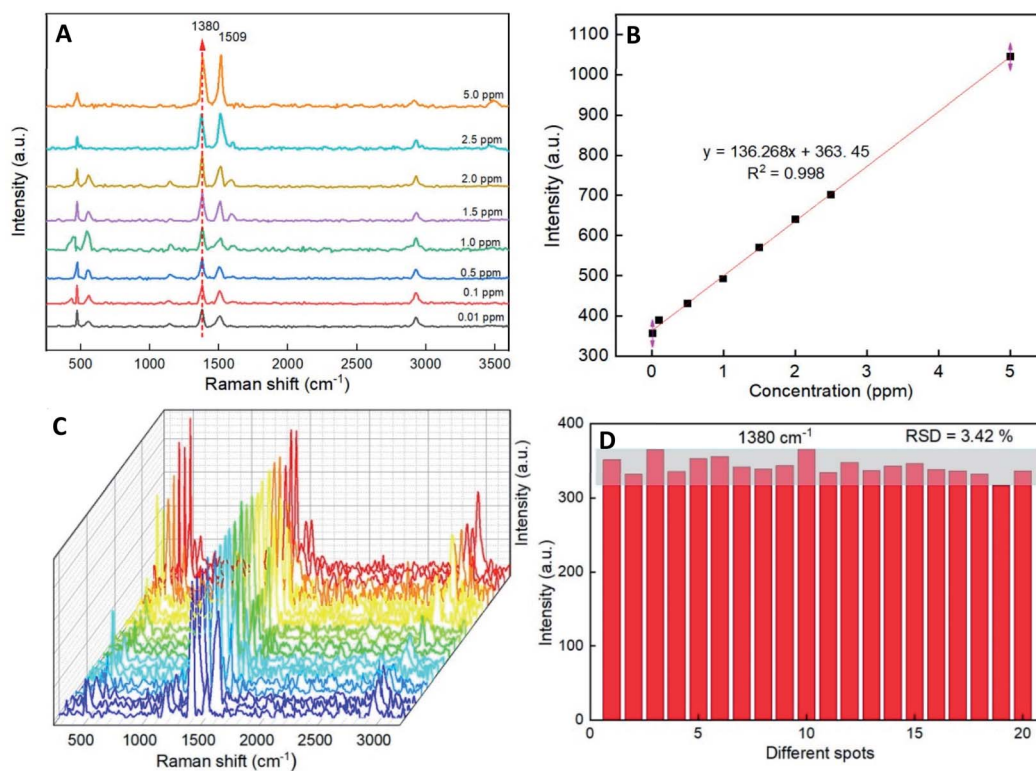 A
1380
1509
5.0 ppm
2.5 ppm
2.0 ppm
1.5 ppm
1.0 ppm
0.5 ppm
0.1 ppm
0.01 ppm
Intensity (a.u.)
500 1000 1500 2000 2500 3000 3500
Raman shift (cm⁻¹)
B
1100
1000
900
800
700
600
500
400
300
y = 136.268x + 363. 45
R² = 0.998
Intensity (a.u.)
0 1 2 3 4 5
Concentration (ppm)
C
Intensity (a.u.)
500 1000 1500 2000 2500 3000
Raman shift (cm⁻¹)
D
400
300
200
100
0
1380 cm⁻¹ RSD = 3.42 %
Intensity (a.u.)
0 5 10 15 20
Different spots